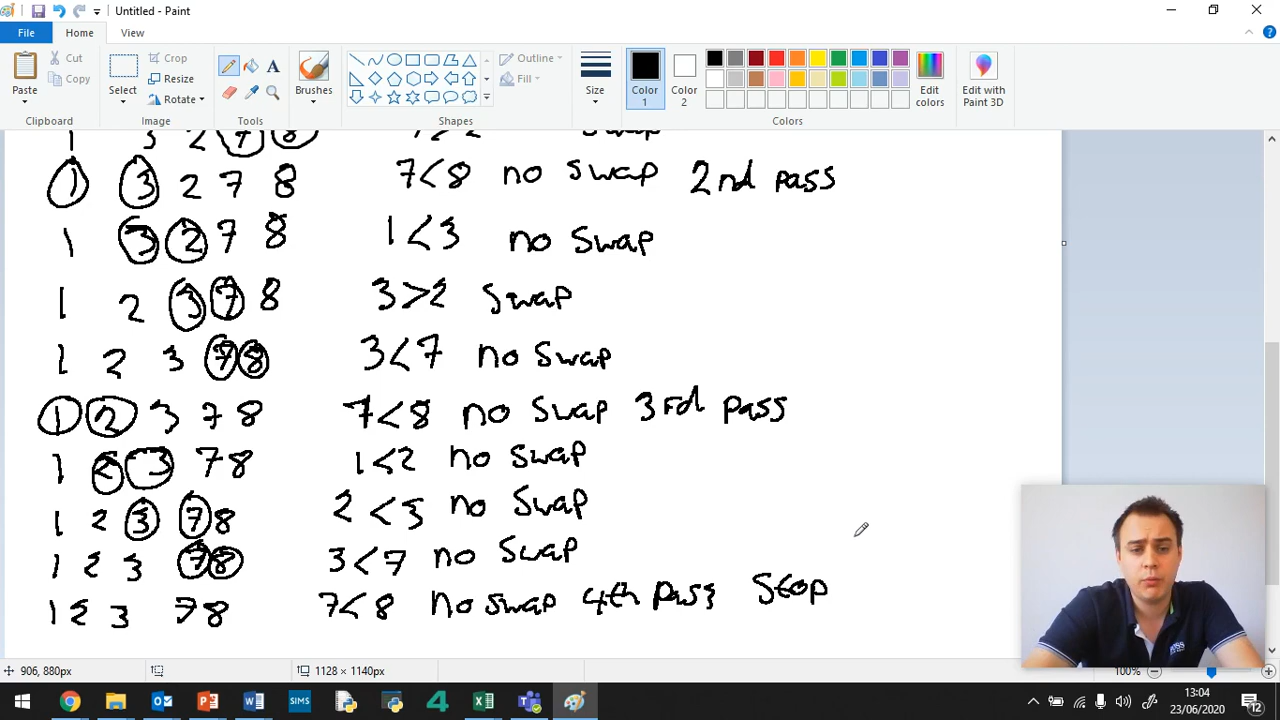 Untitled - Paint
File Home View
Paste Cut Copy
Select Crop Resize Rotate
Brushes
Outline Fill
Size
Color 1 Color 2
Edit colors
Edit with Paint 3D
Clipboard Image Tools Shapes Colors
1 3 2 7 8 swap
1 3 2 7 8 7<8 no swap 2nd pass
1 3 2 7 8 1<3 no swap
1 2 3 7 8 3>2 swap
1 2 3 7 8 3<7 no swap
1 2 3 7 8 7<8 no swap 3rd pass
1 2 3 7 8 1<2 no swap
1 2 3 7 8 2<3 no swap
1 2 3 7 8 3<7 no swap
1 2 3 7 8 7<8 no swap 4th pass Stop
906, 880px 1128 × 1140px 100%
SIMS
13:04
23/06/2020
12